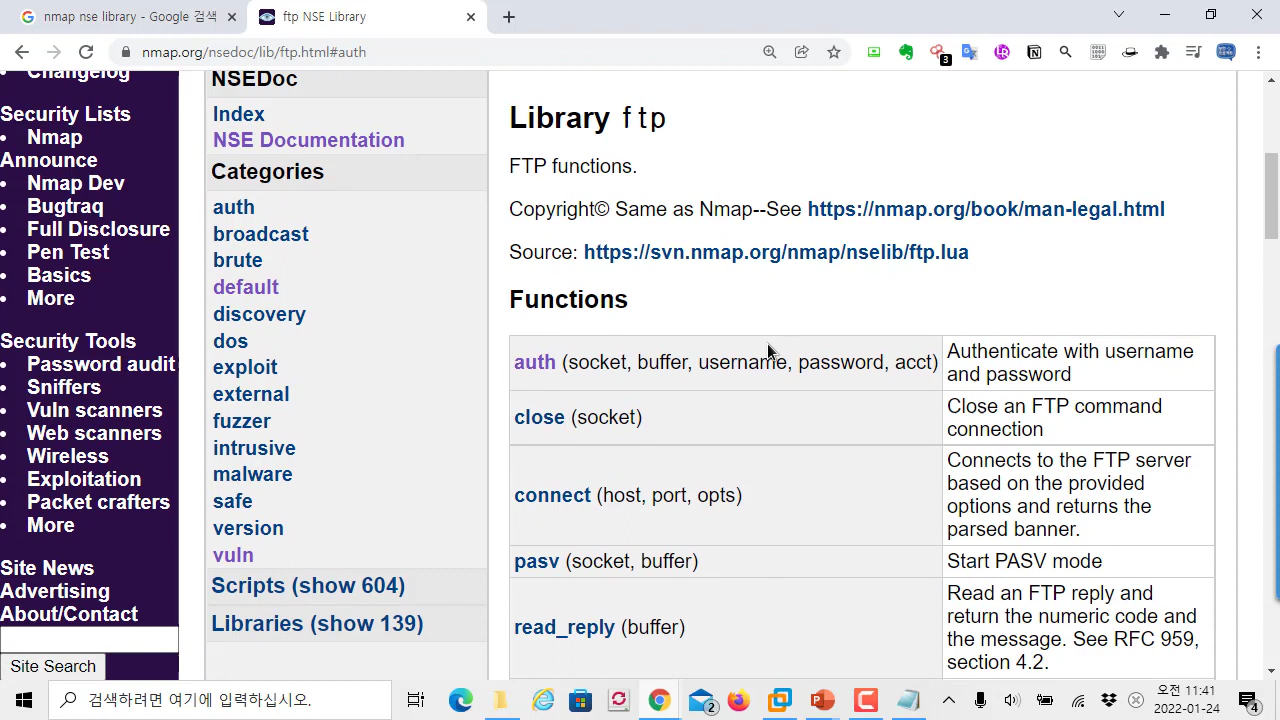 nmap nse library - Google 검색
ftp NSE Library
nmap.org/nsedoc/lib/ftp.html#auth
3
Changelog
Security Lists
Nmap
Announce
Nmap Dev
Bugtraq
Full Disclosure
Pen Test
Basics
More
Security Tools
Password audit
Sniffers
Vuln scanners
Web scanners
Wireless
Exploitation
Packet crafters
More
Site News
Advertising
About/Contact
Site Search
NSEDoc
Index
NSE Documentation
Categories
auth
broadcast
brute
default
discovery
dos
exploit
external
fuzzer
intrusive
malware
safe
version
vuln
Scripts (show 604)
Libraries (show 139)
Library ftp
FTP functions.
Copyright© Same as Nmap--See https://nmap.org/book/man-legal.html
Source: https://svn.nmap.org/nmap/nselib/ftp.lua
Functions
auth (socket, buffer, username, password, acct)
Authenticate with username
and password
close (socket)
Close an FTP command
connection
connect (host, port, opts)
Connects to the FTP server
based on the provided
options and returns the
parsed banner.
pasv (socket, buffer)
Start PASV mode
read_reply (buffer)
Read an FTP reply and
return the numeric code and
the message. See RFC 959,
section 4.2.
검색하려면 여기에 입력하십시오.
2
오전 11:41
2022-01-24
4